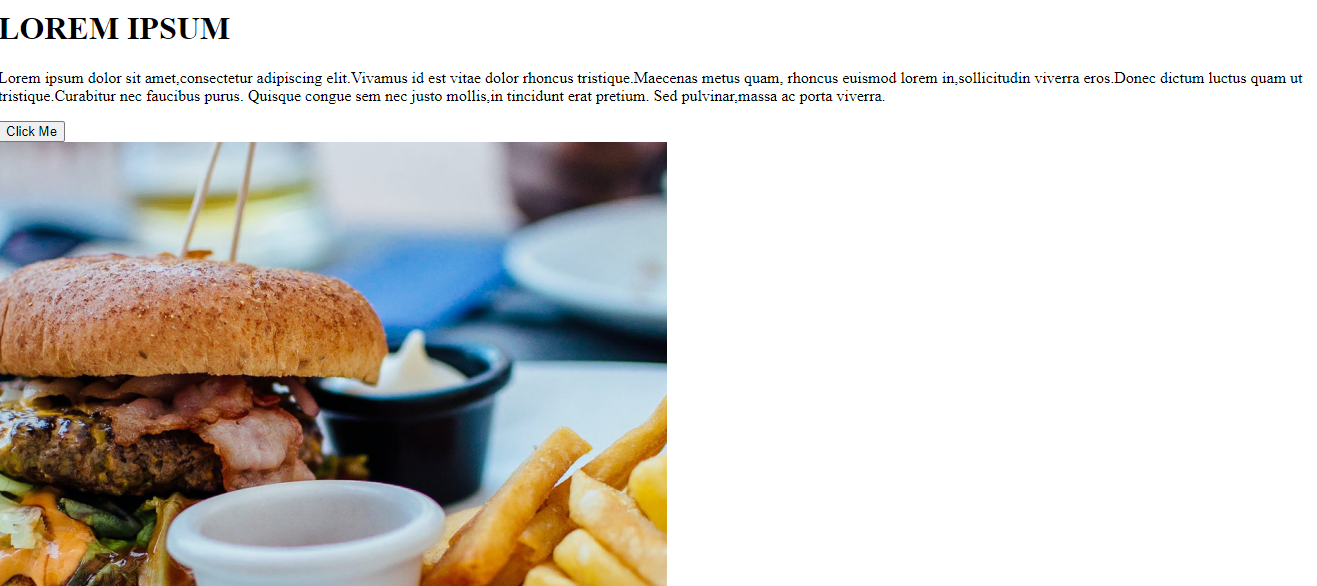 LOREM IPSUM
Lorem ipsum dolor sit amet,consectetur adipiscing elit.Vivamus id est vitae dolor rhoncus tristique.Maecenas metus quam, rhoncus euismod lorem in,sollicitudin viverra eros.Donec dictum luctus quam ut
tristique.Curabitur nec faucibus purus. Quisque congue sem nec justo mollis,in tincidunt erat pretium. Sed pulvinar,massa ac porta viverra.
Click Me